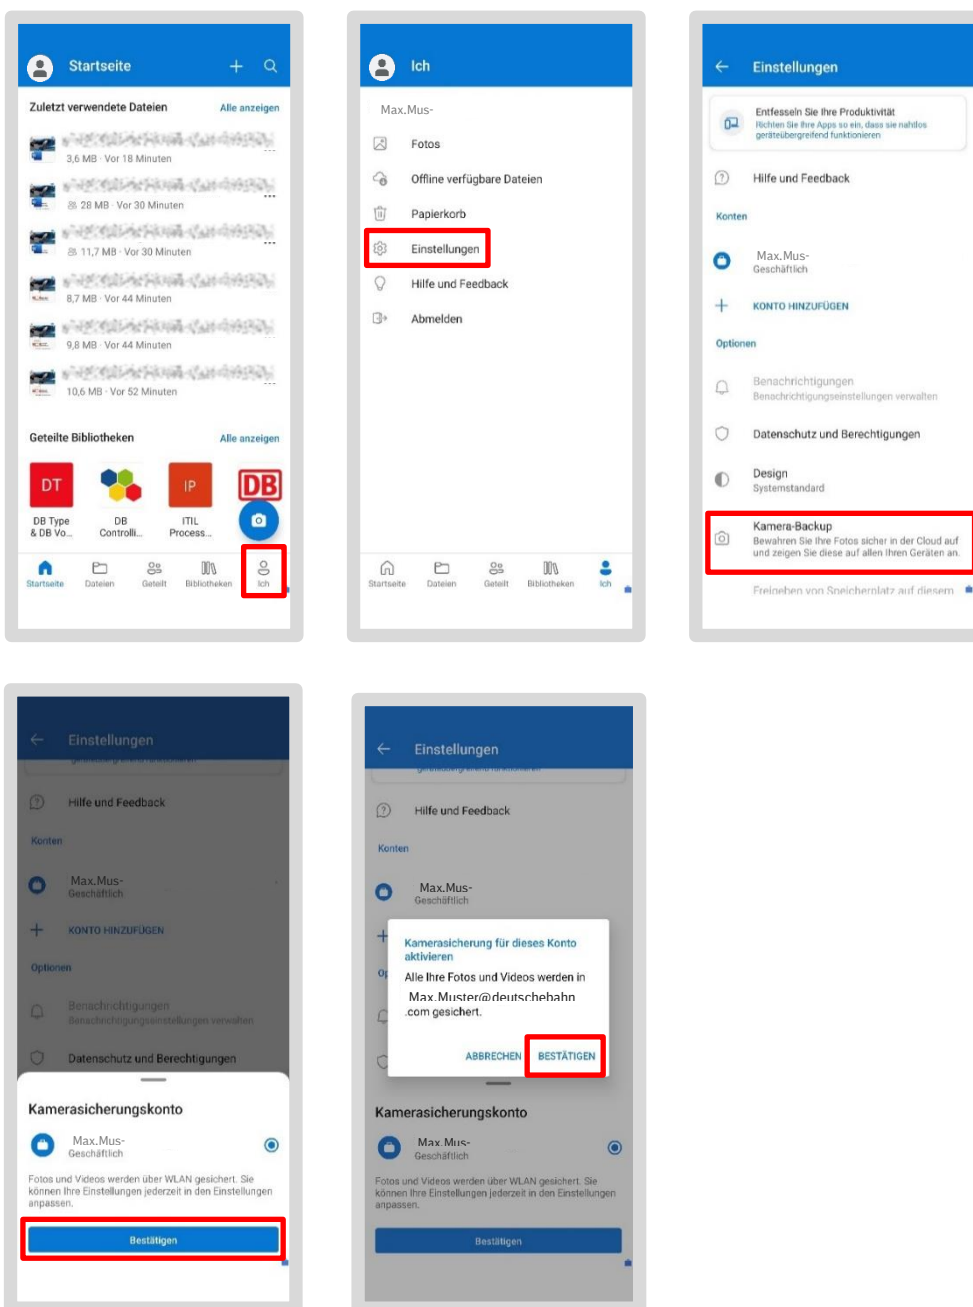 Startseite
Zuletzt verwendete Dateien
Alle anzeigen
3,6 MB · Vor 18 Minuten
28 MB · Vor 30 Minuten
11,7 MB · Vor 30 Minuten
8,7 MB · Vor 44 Minuten
9,8 MB · Vor 44 Minuten
10,6 MB · Vor 52 Minuten
Geteilte Bibliotheken
Alle anzeigen
DT
IP
DB
DB Type
& DB Vo...
DB
Controlli...
ITIL
Process...
Startseite
Dateien
Geteilt
Bibliotheken
Ich
Ich
Max.Mus-
Fotos
Offline verfügbare Dateien
Papierkorb
Einstellungen
Hilfe und Feedback
Abmelden
Startseite
Dateien
Geteilt
Bibliotheken
Ich
Einstellungen
Entfesseln Sie Ihre Produktivität
Richten Sie Ihre Apps so ein, dass sie nahtlos
geräteübergreifend funktionieren
Hilfe und Feedback
Konten
Max.Mus-
Geschäftlich
KONTO HINZUFÜGEN
Optionen
Benachrichtigungen
Benachrichtigungseinstellungen verwalten
Datenschutz und Berechtigungen
Design
Systemstandard
Kamera-Backup
Bewahren Sie Ihre Fotos sicher in der Cloud auf
und zeigen Sie diese auf allen Ihren Geräten an.
Freigeben von Speicherplatz auf diesem
Einstellungen
geräteübergreifend funktionieren
Hilfe und Feedback
Konten
Max.Mus-
Geschäftlich
KONTO HINZUFÜGEN
Optionen
Benachrichtigungen
Benachrichtigungseinstellungen verwalten
Datenschutz und Berechtigungen
Kamerasicherungskonto
Max.Mus-
Geschäftlich
Fotos und Videos werden über WLAN gesichert. Sie
können Ihre Einstellungen jederzeit in den Einstellungen
anpassen.
Bestätigen
Einstellungen
geräteübergreifend funktionieren
Hilfe und Feedback
Konten
Max.Mus-
Geschäftlich
Op
Kamerasicherung für dieses Konto
aktivieren
Alle Ihre Fotos und Videos werden in
Max.Muster@deutschebahn
.com gesichert.
ABBRECHEN
BESTÄTIGEN
Kamerasicherungskonto
Max.Mus-
Geschäftlich
Fotos und Videos werden über WLAN gesichert. Sie
können Ihre Einstellungen jederzeit in den Einstellungen
anpassen.
Bestätigen